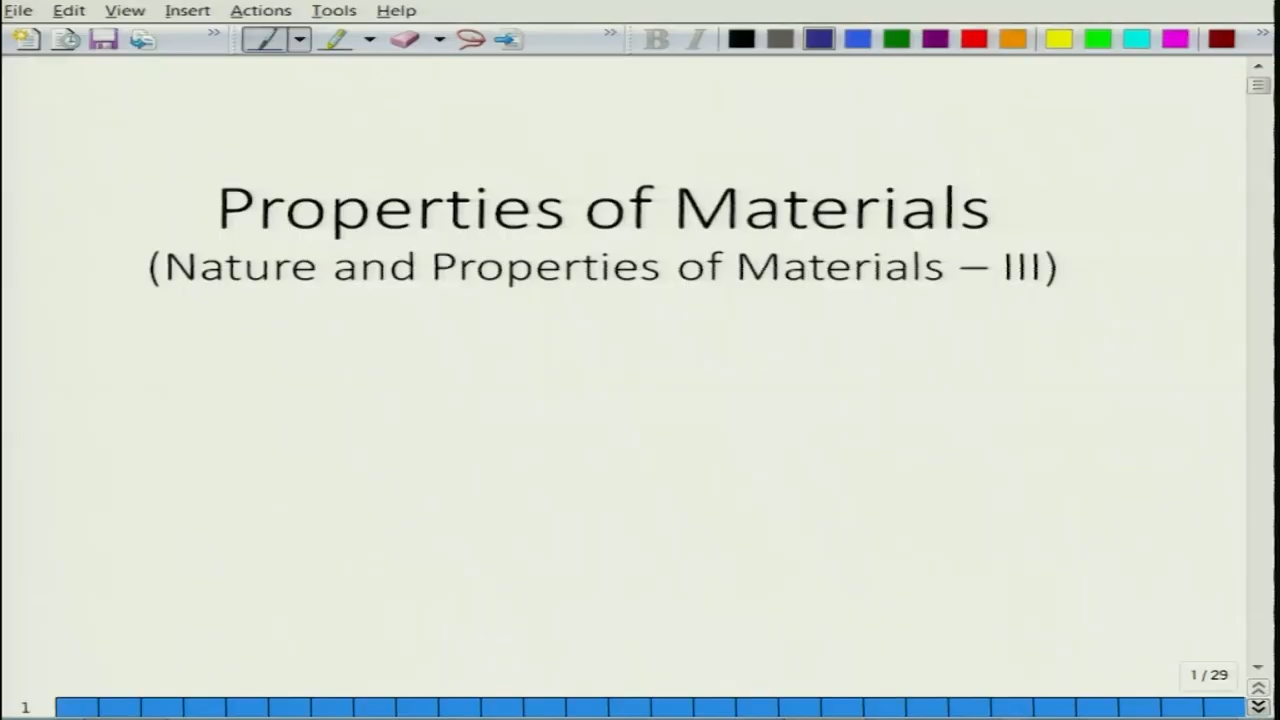 File Edit View Insert Actions Tools Help
B I
Properties of Materials
(Nature and Properties of Materials – III)
1 / 29
1